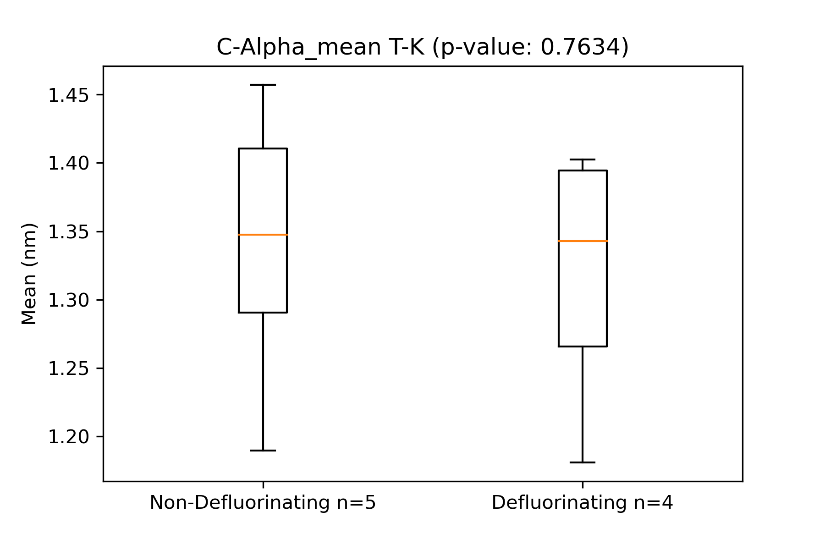 C-Alpha_mean T-K (p-value: 0.7634)
Mean (nm)
1.45
1.40
1.35
1.30
1.25
1.20
Non-Defluorinating n=5
Defluorinating n=4